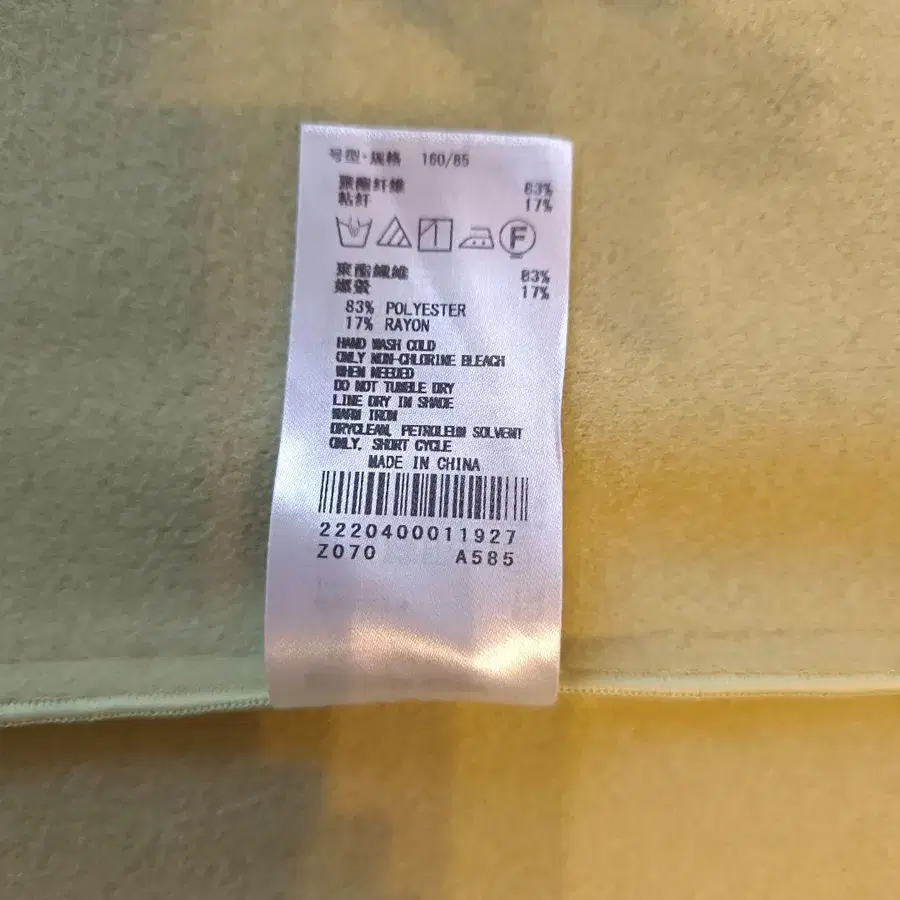 号型·规格 160/85
聚酯纤维 83%
粘纤 17%
F
聚酯纖維 83%
嫘縈 17%
83% POLYESTER
17% RAYON
HAND WASH COLD
ONLY NON-CHLORINE BLEACH
WHEN NEEDED
DO NOT TUMBLE DRY
LINE DRY IN SHADE
WARM IRON
DRYCLEAN, PETROLEUM SOLVENT
ONLY, SHORT CYCLE
MADE IN CHINA
2220400011927
Z070 A585